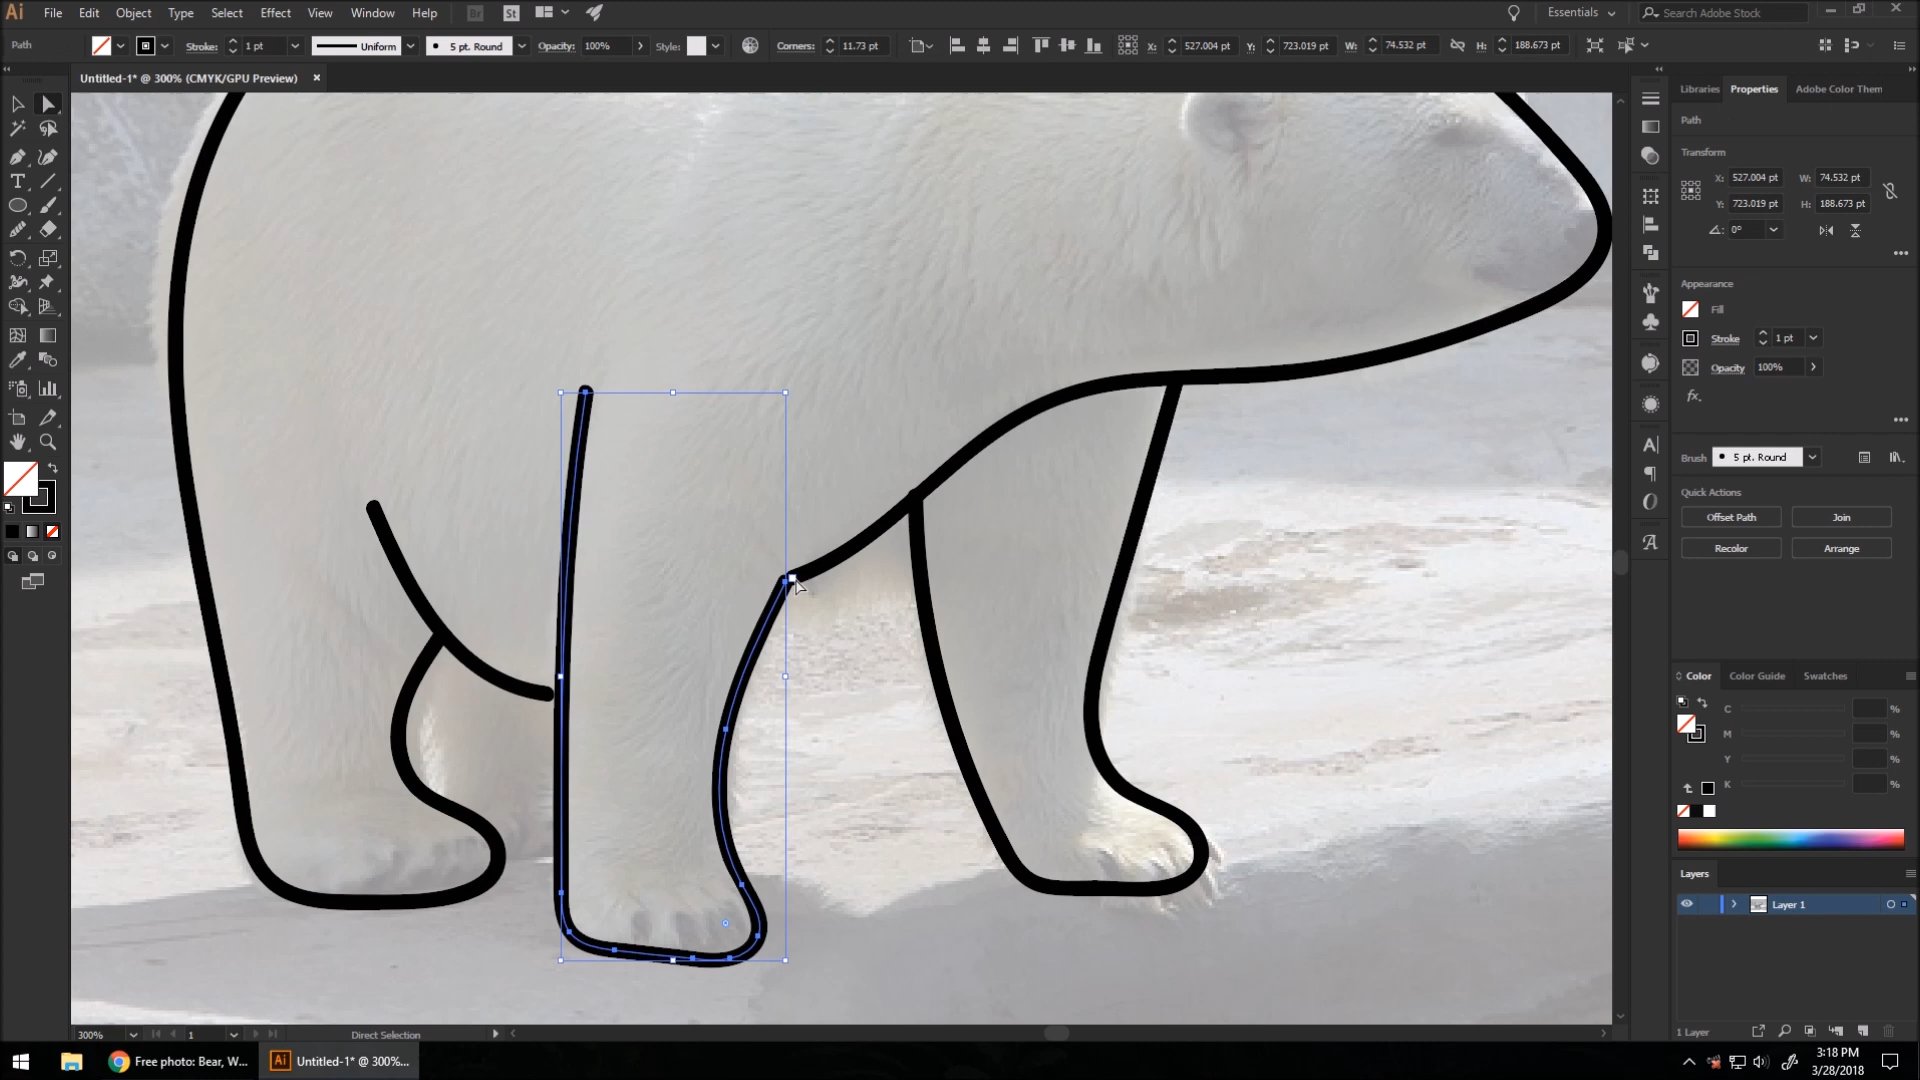 Ai File Edit Object Type Select Effect View Window Help Br St Essentials Search Adobe Stock
Path Stroke: 1 pt Uniform 5 pt. Round Opacity: 100% Style: Corners: 11.73 pt X: 527.004 pt Y: 723.019 pt W: 74.532 pt H: 188.673 pt
Untitled-1* @ 300% (CMYK/GPU Preview)
Libraries Properties Adobe Color Them
Path
Transform
X: 527.004 pt W: 74.532 pt
Y: 723.019 pt H: 188.673 pt
0°
Appearance
Fill
Stroke 1 pt
Opacity 100%
fx.
Brush 5 pt. Round
Quick Actions
Offset Path Join
Recolor Arrange
Color Color Guide Swatches
C %
M %
Y %
K %
Layers
Layer 1
300% 1 Direct Selection 1 Layer
Free photo: Bear, W... Ai Untitled-1* @ 300%... 3:18 PM
3/28/2018